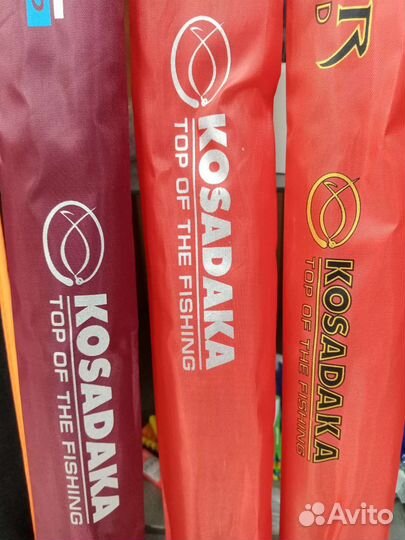 KOSADAKA
TOP OF THE FISHING
KOSADAKA
TOP OF THE FISHING
R
D
KOSADAKA
TOP OF THE FISHING
Avito